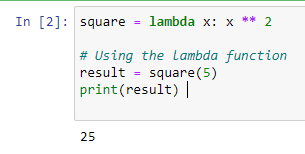 In [2]: square = lambda x: x ** 2
# Using the lambda function
result = square(5)
print(result)
25